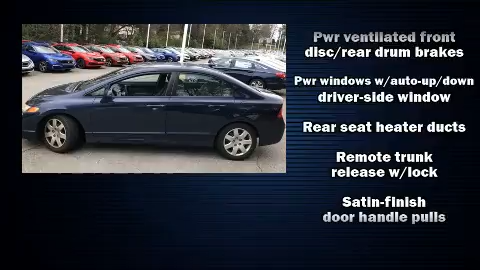 Pwr ventilated front
disc/rear drum brakes
Pwr windows w/auto-up/down
driver-side window
Rear seat heater ducts
Remote trunk
release w/lock
Satin-finish
door handle pulls